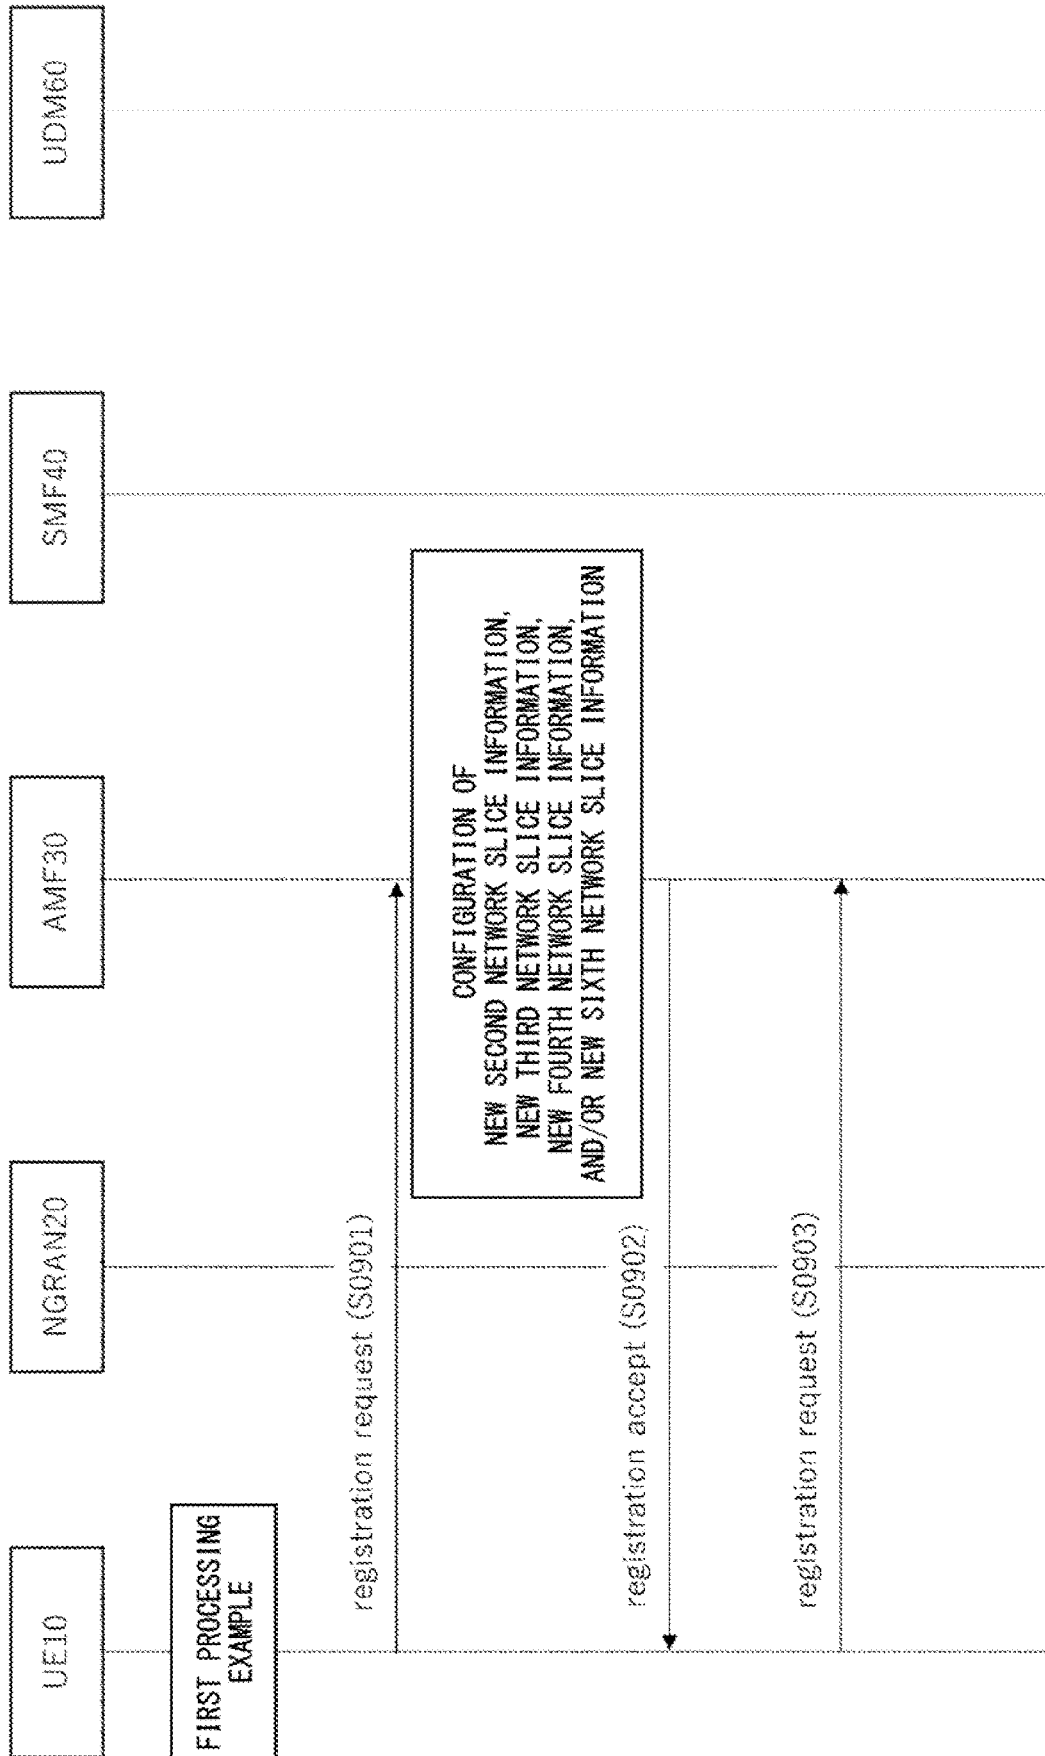 UE10
NGRAN20
AMF30
SMF40
UDM60
FIRST PROCESSING
EXAMPLE
registration request (S0901)
CONFIGURATION OF
NEW SECOND NETWORK SLICE INFORMATION,
NEW THIRD NETWORK SLICE INFORMATION,
NEW FOURTH NETWORK SLICE INFORMATION,
AND/OR NEW SIXTH NETWORK SLICE INFORMATION
registration accept (S0902)
registration request (S0903)